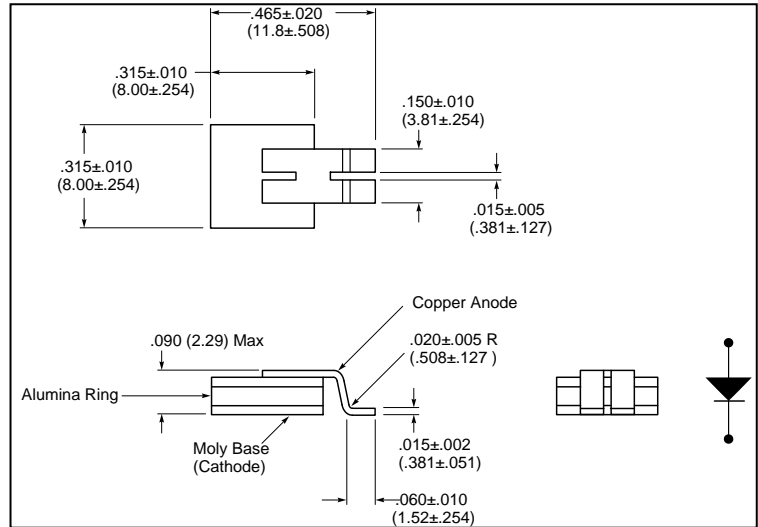 .465±.020
(11.8±.508)
.315±.010
(8.00±.254)
.150±.010
(3.81±.254)
.315±.010
(8.00±.254)
.015±.005
(.381±.127)
Copper Anode
.090 (2.29) Max
.020±.005 R
(.508±.127 )
Alumina Ring
Moly Base
(Cathode)
.015±.002
(.381±.051)
.060±.010
(1.52±.254)